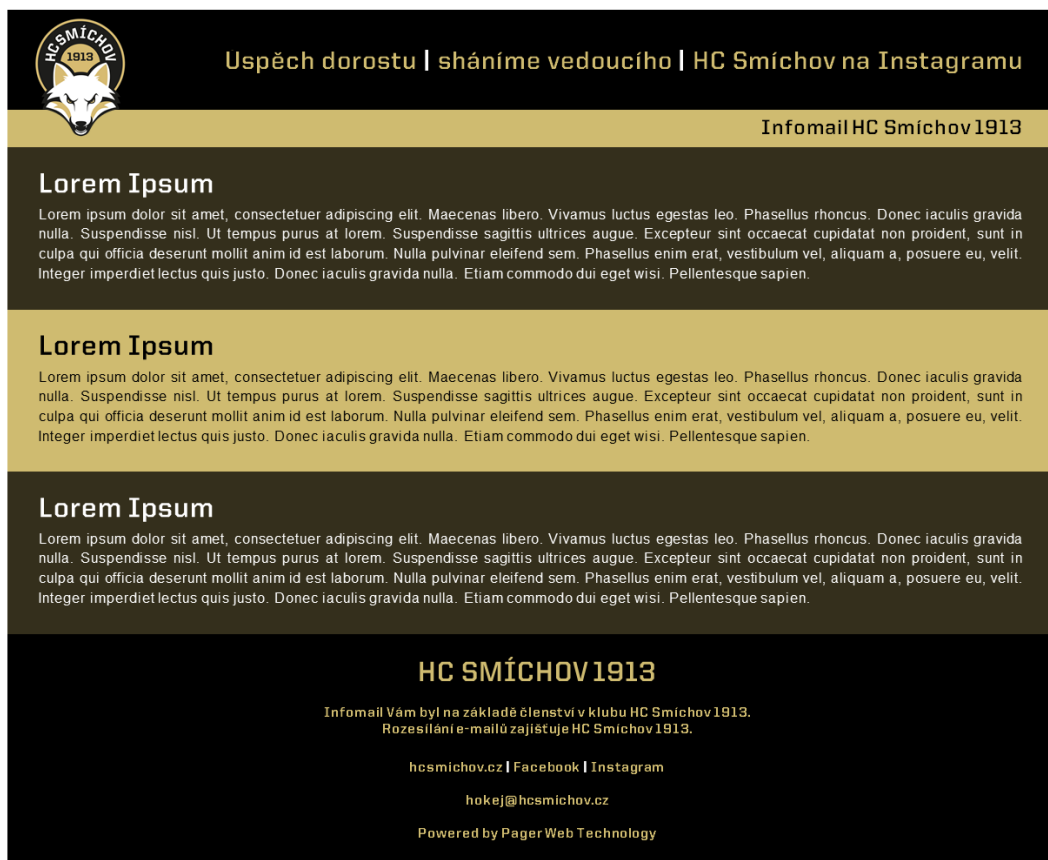 HC SMÍCHOV
1913
Uspěch dorostu | sháníme vedoucího | HC Smíchov na Instagramu
Infomail HC Smíchov 1913
Lorem Ipsum
Lorem ipsum dolor sit amet, consectetuer adipiscing elit. Maecenas libero. Vivamus luctus egestas leo. Phasellus rhoncus. Donec iaculis gravida
nulla. Suspendisse nisl. Ut tempus purus at lorem. Suspendisse sagittis ultrices augue. Excepteur sint occaecat cupidatat non proident, sunt in
culpa qui officia deserunt mollit anim id est laborum. Nulla pulvinar eleifend sem. Phasellus enim erat, vestibulum vel, aliquam a, posuere eu, velit.
Integer imperdiet lectus quis justo. Donec iaculis gravida nulla. Etiam commodo dui eget wisi. Pellentesque sapien.
Lorem Ipsum
Lorem ipsum dolor sit amet, consectetuer adipiscing elit. Maecenas libero. Vivamus luctus egestas leo. Phasellus rhoncus. Donec iaculis gravida
nulla. Suspendisse nisl. Ut tempus purus at lorem. Suspendisse sagittis ultrices augue. Excepteur sint occaecat cupidatat non proident, sunt in
culpa qui officia deserunt mollit anim id est laborum. Nulla pulvinar eleifend sem. Phasellus enim erat, vestibulum vel, aliquam a, posuere eu, velit.
Integer imperdiet lectus quis justo. Donec iaculis gravida nulla. Etiam commodo dui eget wisi. Pellentesque sapien.
Lorem Ipsum
Lorem ipsum dolor sit amet, consectetuer adipiscing elit. Maecenas libero. Vivamus luctus egestas leo. Phasellus rhoncus. Donec iaculis gravida
nulla. Suspendisse nisl. Ut tempus purus at lorem. Suspendisse sagittis ultrices augue. Excepteur sint occaecat cupidatat non proident, sunt in
culpa qui officia deserunt mollit anim id est laborum. Nulla pulvinar eleifend sem. Phasellus enim erat, vestibulum vel, aliquam a, posuere eu, velit.
Integer imperdiet lectus quis justo. Donec iaculis gravida nulla. Etiam commodo dui eget wisi. Pellentesque sapien.
HC SMÍCHOV 1913
Infomail Vám byl na základě členství v klubu HC Smíchov 1913.
Rozesílání e-mailů zajišťuje HC Smíchov 1913.
hcsmichov.cz | Facebook | Instagram
hokej@hcsmichov.cz
Powered by Pager Web Technology